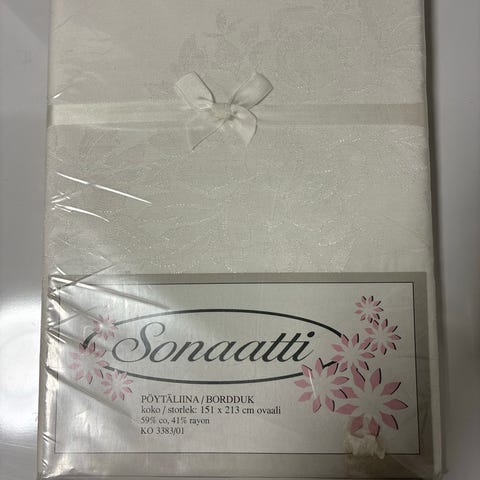 Sonaatti
PÖYTÄLIINA / BORDDUK
koko / storlek: 151 x 213 cm ovaali
59% co, 41% rayon
KO 3383/01